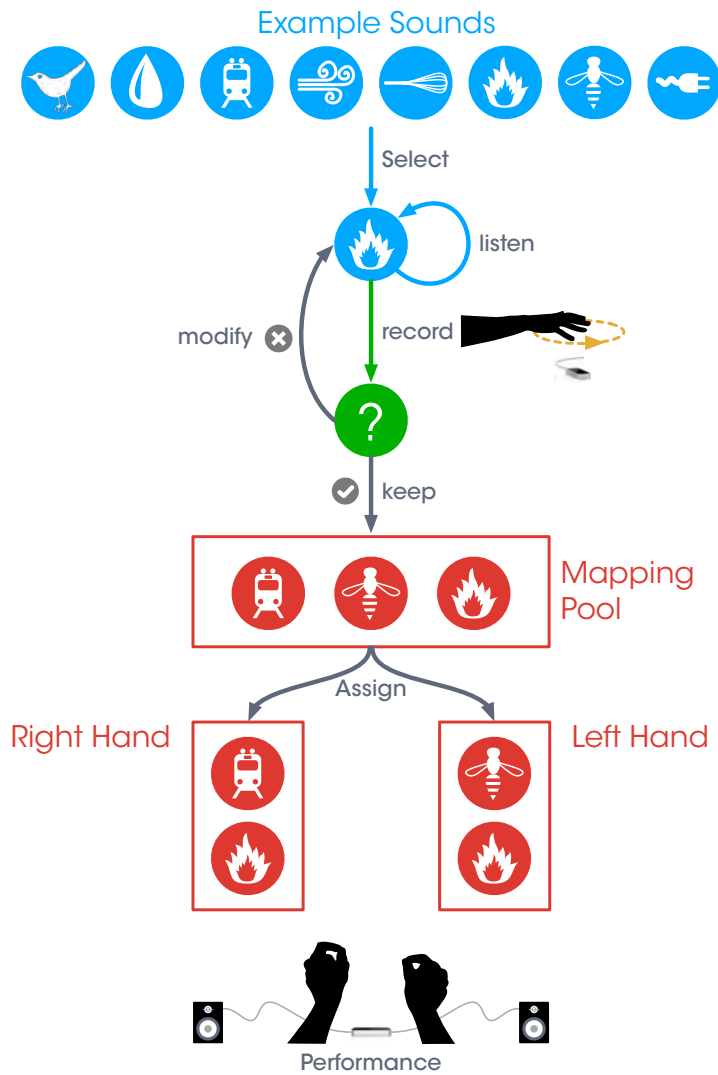 Example Sounds
Select
listen
modify
record
?
keep
Mapping
Pool
Assign
Right Hand
Left Hand
Performance